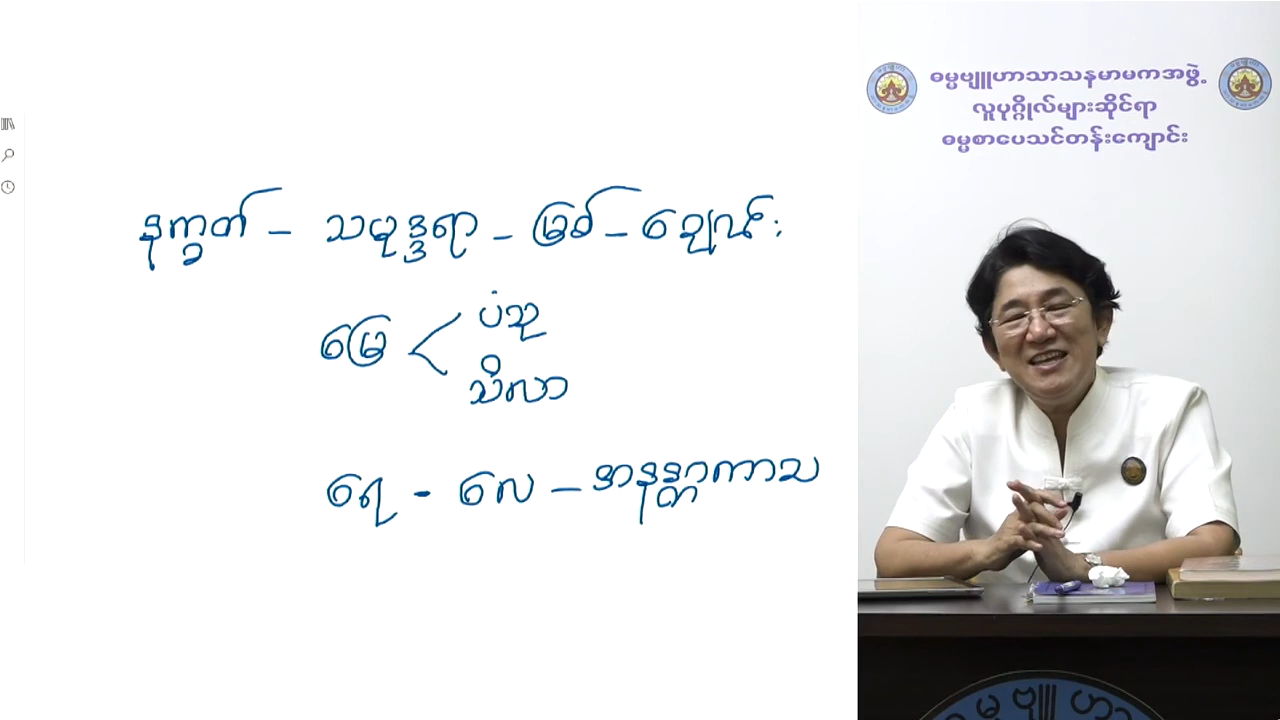 နက္ခတ် – သမုဒ္ဒရာ – မြစ် – ချောင်း
မြေ < ပံသု
သိလာ
ရေ - လေ – အနန္တာကာသ
ဓမ္မဗျူဟာသာသနမာမကအဖွဲ့
လူပုဂ္ဂိုလ်များဆိုင်ရာ
ဓမ္မစာပေသင်တန်းကျောင်း